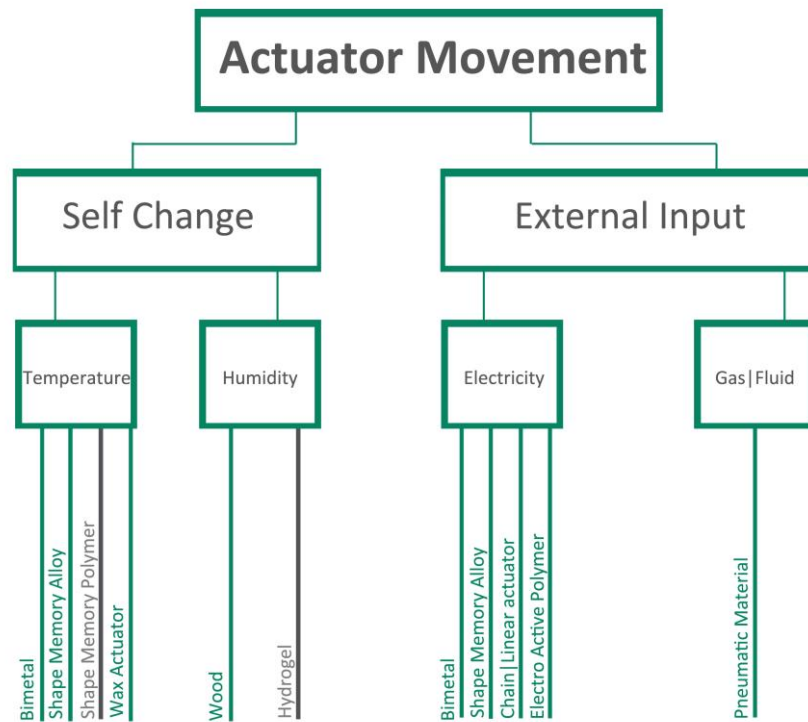 Actuator Movement
Self Change
External Input
Temperature
Humidity
Electricity
Gas|Fluid
Bimetal
Shape Memory Alloy
Shape Memory Polymer
Wax Actuator
Wood
Hydrogel
Bimetal
Shape Memory Alloy
Chain|Linear actuator
Electro Active Polymer
Pneumatic Material